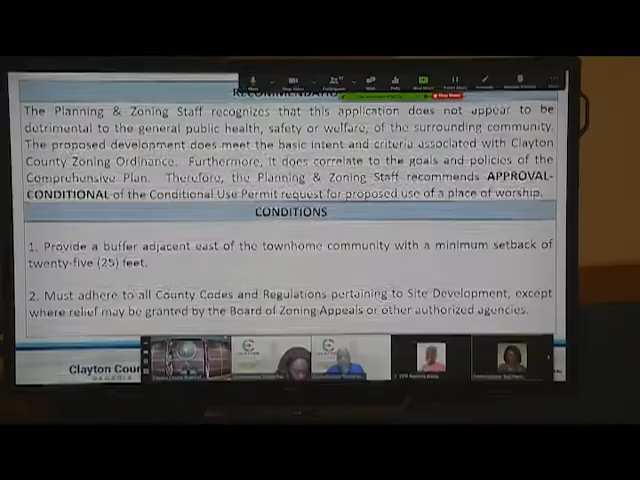 The Planning & Zoning Staff recognizes that this application does not appear to be
detrimental to the general public health, safety or welfare, of the surrounding community.
The proposed development does meet the basic intent and criteria associated with Clayton
County Zoning Ordinance. Furthermore, it does correlate to the goals and policies of the
Comprehensive Plan. Therefore, the Planning & Zoning Staff recommends APPROVAL-
CONDITIONAL of the Conditional Use Permit request for proposed use of a place of worship.
CONDITIONS
1. Provide a buffer adjacent east of the townhome community with a minimum setback of
twenty-five (25) feet.
2. Must adhere to all County Codes and Regulations pertaining to Site Development, except
where relief may be granted by the Board of Zoning Appeals or other authorized agencies.
Clayton Coun
GEORGIA